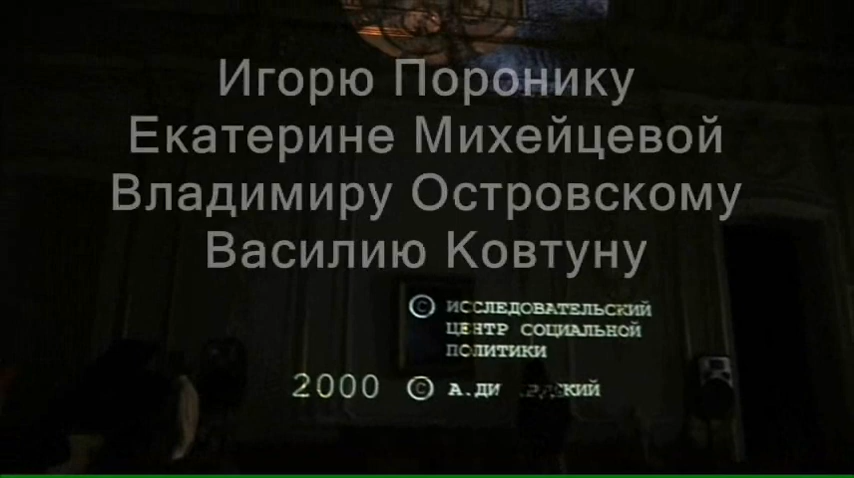 Игорю Поронику
Екатерине Михейцевой
Владимиру Островскому
Василию Ковтуну
© ИССЛЕДОВАТЕЛЬСКИЙ
ЦЕНТР СОЦИАЛЬНОЙ
ПОЛИТИКИ
2000 © А.